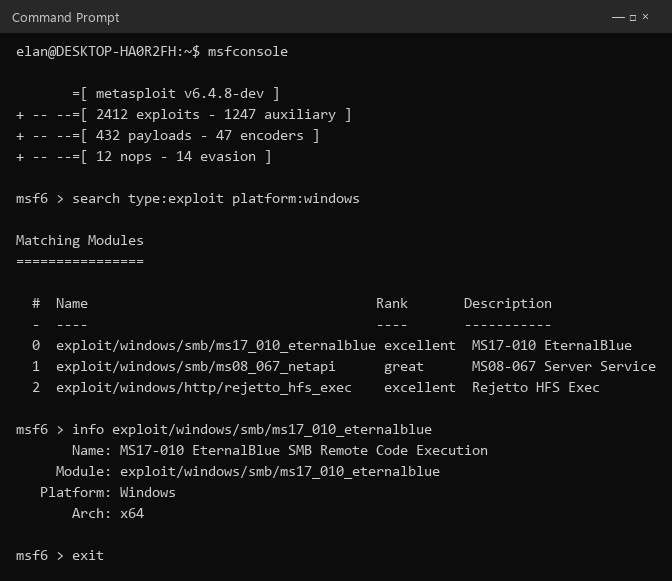 Command Prompt
elan@DESKTOP-HA0R2FH:~$ msfconsole
=[ metasploit v6.4.8-dev ]
+ -- --=[ 2412 exploits - 1247 auxiliary ]
+ -- --=[ 432 payloads - 47 encoders ]
+ -- --=[ 12 nops - 14 evasion ]
msf6 > search type:exploit platform:windows
Matching Modules
================
#  Name                                    Rank       Description
-  ----                                    ----       -----------
0  exploit/windows/smb/ms17_010_eternalblue excellent  MS17-010 EternalBlue
1  exploit/windows/smb/ms08_067_netapi      great      MS08-067 Server Service
2  exploit/windows/http/rejetto_hfs_exec    excellent  Rejetto HFS Exec
msf6 > info exploit/windows/smb/ms17_010_eternalblue
Name: MS17-010 EternalBlue SMB Remote Code Execution
Module: exploit/windows/smb/ms17_010_eternalblue
Platform: Windows
Arch: x64
msf6 > exit